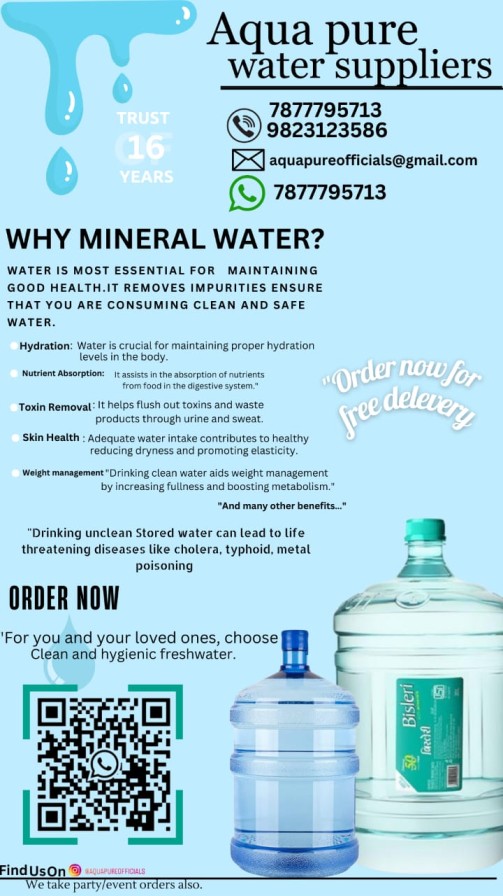 Aqua pure
water suppliers
TRUST
16
YEARS
7877795713
9823123586
aquapureofficials@gmail.com
7877795713
WHY MINERAL WATER?
WATER IS MOST ESSENTIAL FOR MAINTAINING
GOOD HEALTH.IT REMOVES IMPURITIES ENSURE
THAT YOU ARE CONSUMING CLEAN AND SAFE
WATER.
Hydration: Water is crucial for maintaining proper hydration
levels in the body.
Nutrient Absorption: It assists in the absorption of nutrients
from food in the digestive system."
Toxin Removal: It helps flush out toxins and waste
products through urine and sweat.
Skin Health : Adequate water intake contributes to healthy
reducing dryness and promoting elasticity.
Weight management "Drinking clean water aids weight management
by increasing fullness and boosting metabolism."
"And many other benefits..."
"Order now for
free delevery
"Drinking unclean Stored water can lead to life
threatening diseases like cholera, typhoid, metal
poisoning
ORDER NOW
'For you and your loved ones, choose
Clean and hygienic freshwater.
Bisleri
बिसलेरी
50
Find Us On @AQUAPUREOFFICIALS
We take party/event orders also.